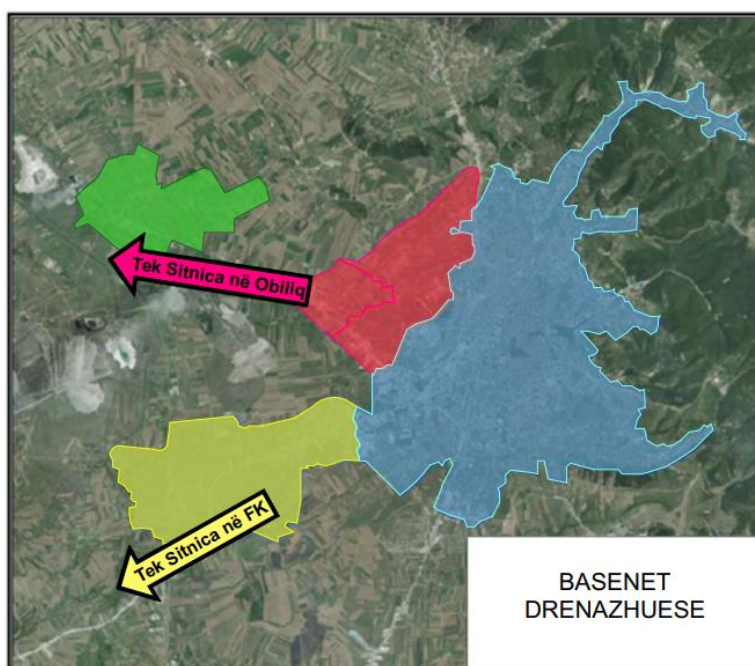 Tek Sitnica në Obiliq
Tek Sitnica në FK
BASENET
DRENAZHUESE